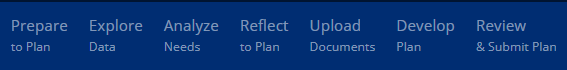 Prepare
to Plan
Explore
Data
Analyze
Needs
Reflect
to Plan
Upload
Documents
Develop
Plan
Review
& Submit Plan